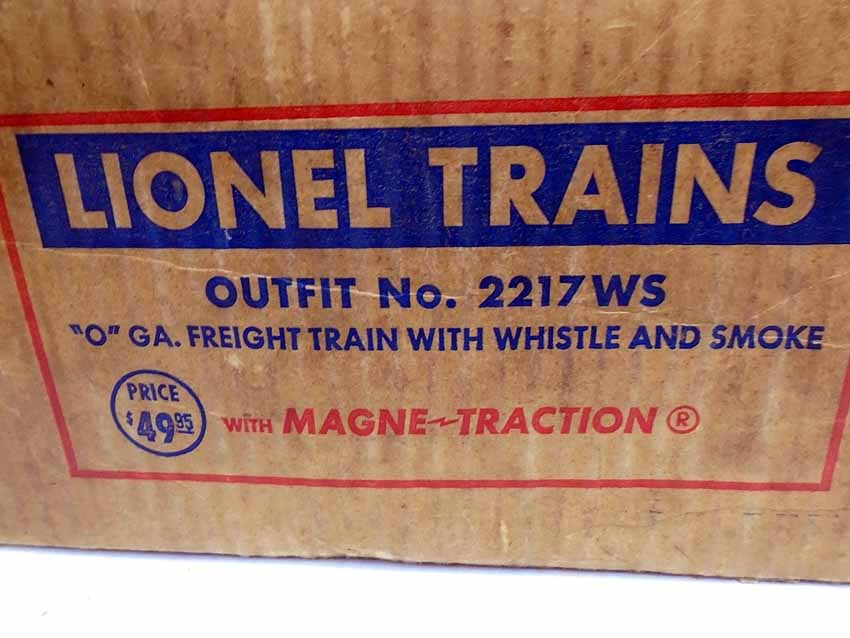 LIONEL TRAINS
OUTFIT No. 2217WS
"O" GA. FREIGHT TRAIN WITH WHISTLE AND SMOKE
PRICE
$49.95
WITH MAGNE~TRACTION ®